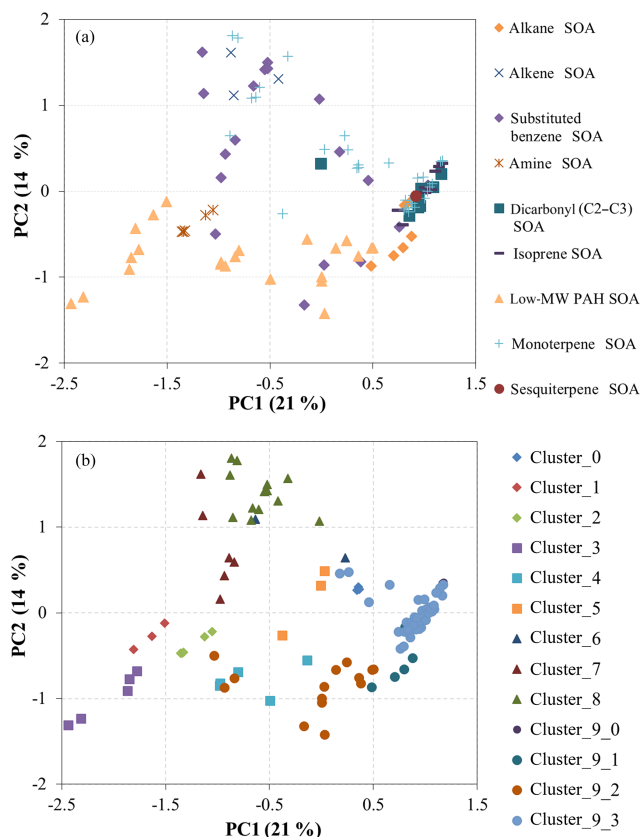 (a)
2
1
0
-1
-2
PC2 (14 %)
-2.5
-1.5
-0.5
0.5
1.5
PC1 (21 %)
Alkane SOA
Alkene SOA
Substituted
benzene SOA
Amine SOA
Dicarbonyl (C2–C3)
SOA
Isoprene SOA
Low-MW PAH SOA
Monoterpene SOA
Sesquiterpene SOA
(b)
2
1
0
-1
-2
PC2 (14 %)
-2.5
-1.5
-0.5
0.5
1.5
PC1 (21 %)
Cluster_0
Cluster_1
Cluster_2
Cluster_3
Cluster_4
Cluster_5
Cluster_6
Cluster_7
Cluster_8
Cluster_9_0
Cluster_9_1
Cluster_9_2
Cluster_9_3